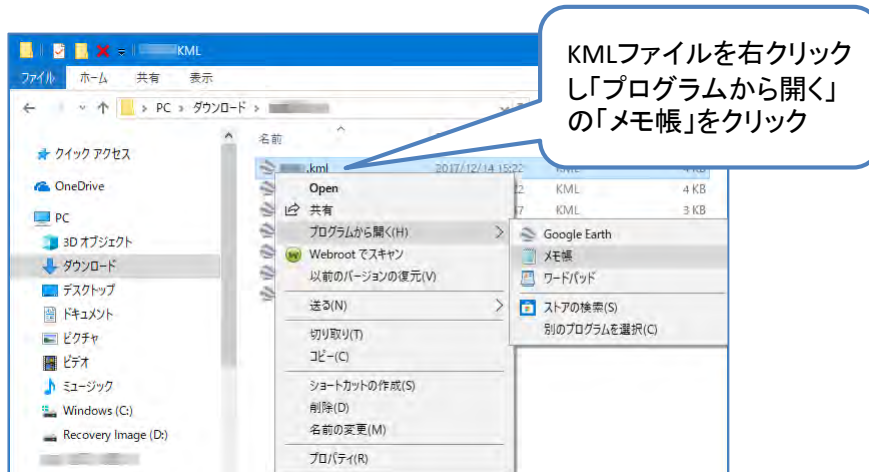 KML
ファイル ホーム 共有 表示
PC › ダウンロード ›
KMLファイルを右クリック
し「プログラムから開く」
の「メモ帳」をクリック
名前
クイック アクセス
OneDrive
PC
3D オブジェクト
ダウンロード
デスクトップ
ドキュメント
ピクチャ
ビデオ
ミュージック
Windows (C:)
Recovery Image (D:)
.kml 2017/12/14 15:22 KML 4 KB
KML 4 KB
KML 3 KB
Open
共有
プログラムから開く(H)
Webroot でスキャン
以前のバージョンの復元(V)
送る(N)
切り取り(T)
コピー(C)
ショートカットの作成(S)
削除(D)
名前の変更(M)
プロパティ(R)
Google Earth
メモ帳
ワードパッド
ストアの検索(S)
別のプログラムを選択(C)